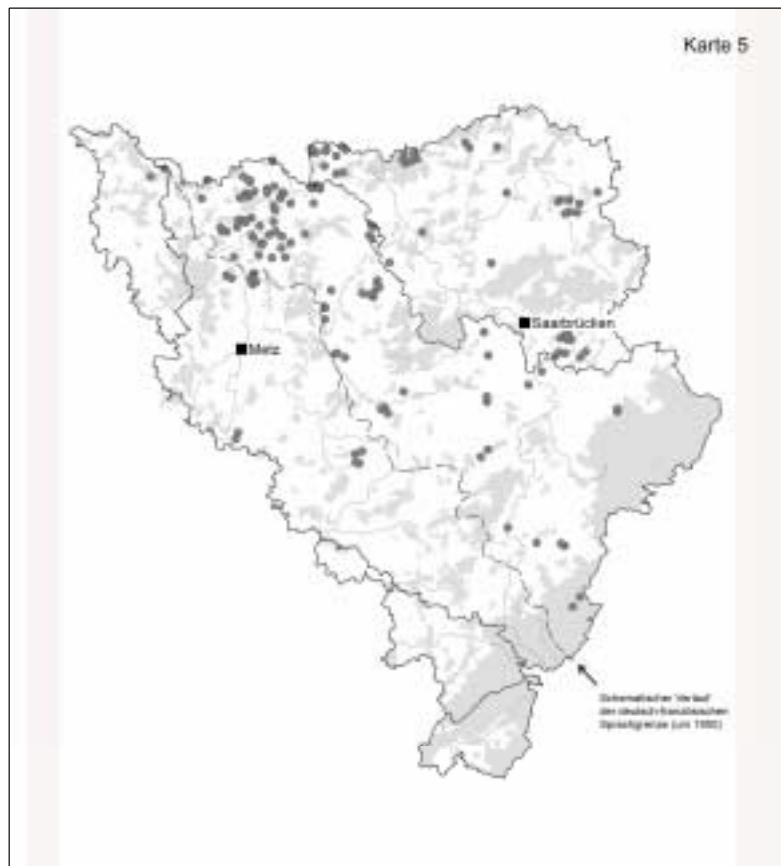 Karte 5
Saarbrücken
Metz
Schematischer Verlauf
der deutsch-französischen
Sprachgrenze (um 1900)